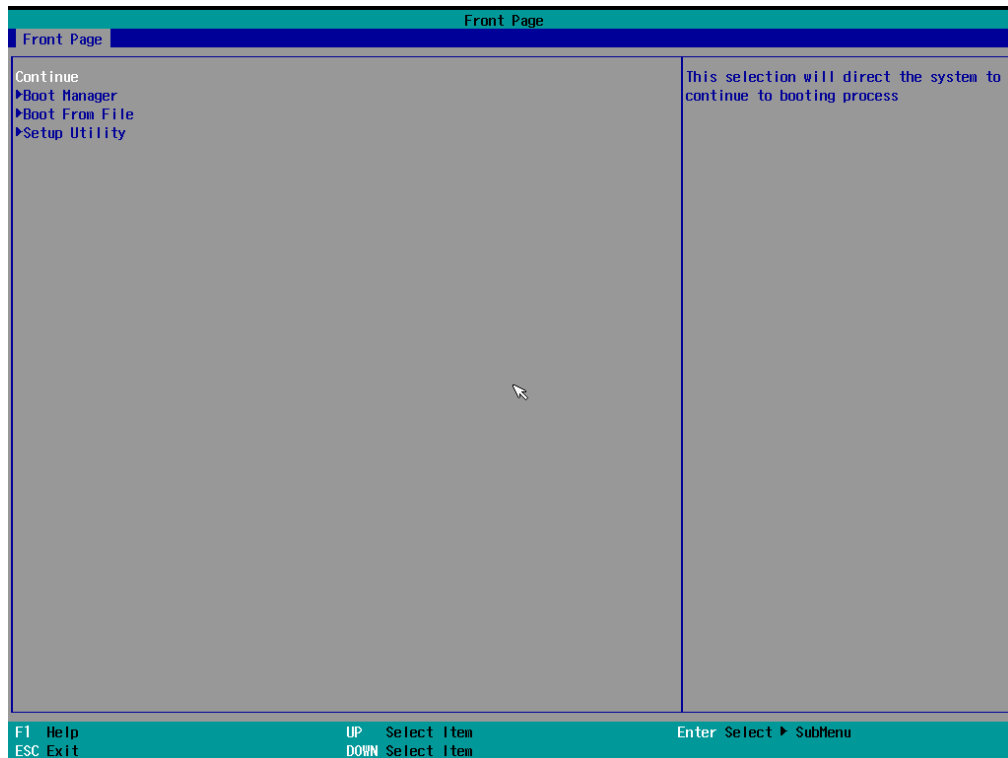 Front Page
Front Page
Continue
▶Boot Manager
▶Boot From File
▶Setup Utility
This selection will direct the system to
continue to booting process
F1 Help
ESC Exit
UP Select Item
DOWN Select Item
Enter Select ▶ SubMenu